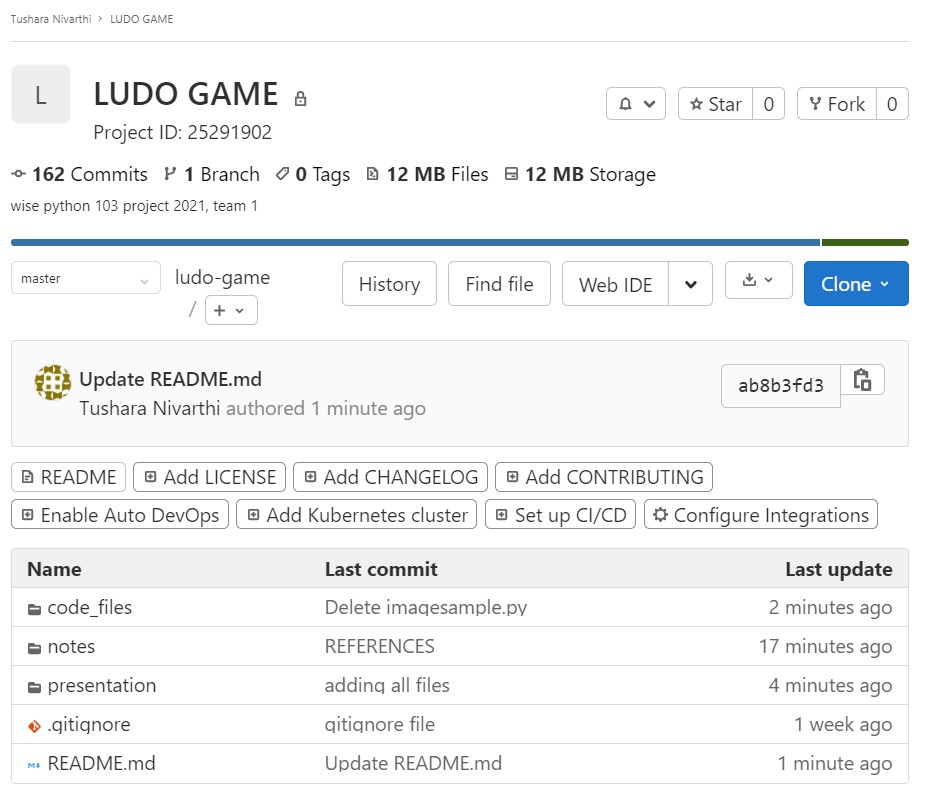 Tushara Nivarthi > LUDO GAME
L
LUDO GAME
Project ID: 25291902
Star 0 Fork 0
162 Commits 1 Branch 0 Tags 12 MB Files 12 MB Storage
wise python 103 project 2021, team 1
master ludo-game
/ +
History Find file Web IDE Clone
Update README.md
Tushara Nivarthi authored 1 minute ago
ab8b3fd3
README Add LICENSE Add CHANGELOG Add CONTRIBUTING
Enable Auto DevOps Add Kubernetes cluster Set up CI/CD Configure Integrations
Name Last commit Last update
code_files Delete imagesample.py 2 minutes ago
notes REFERENCES 17 minutes ago
presentation adding all files 4 minutes ago
.gitignore gitignore file 1 week ago
README.md Update README.md 1 minute ago